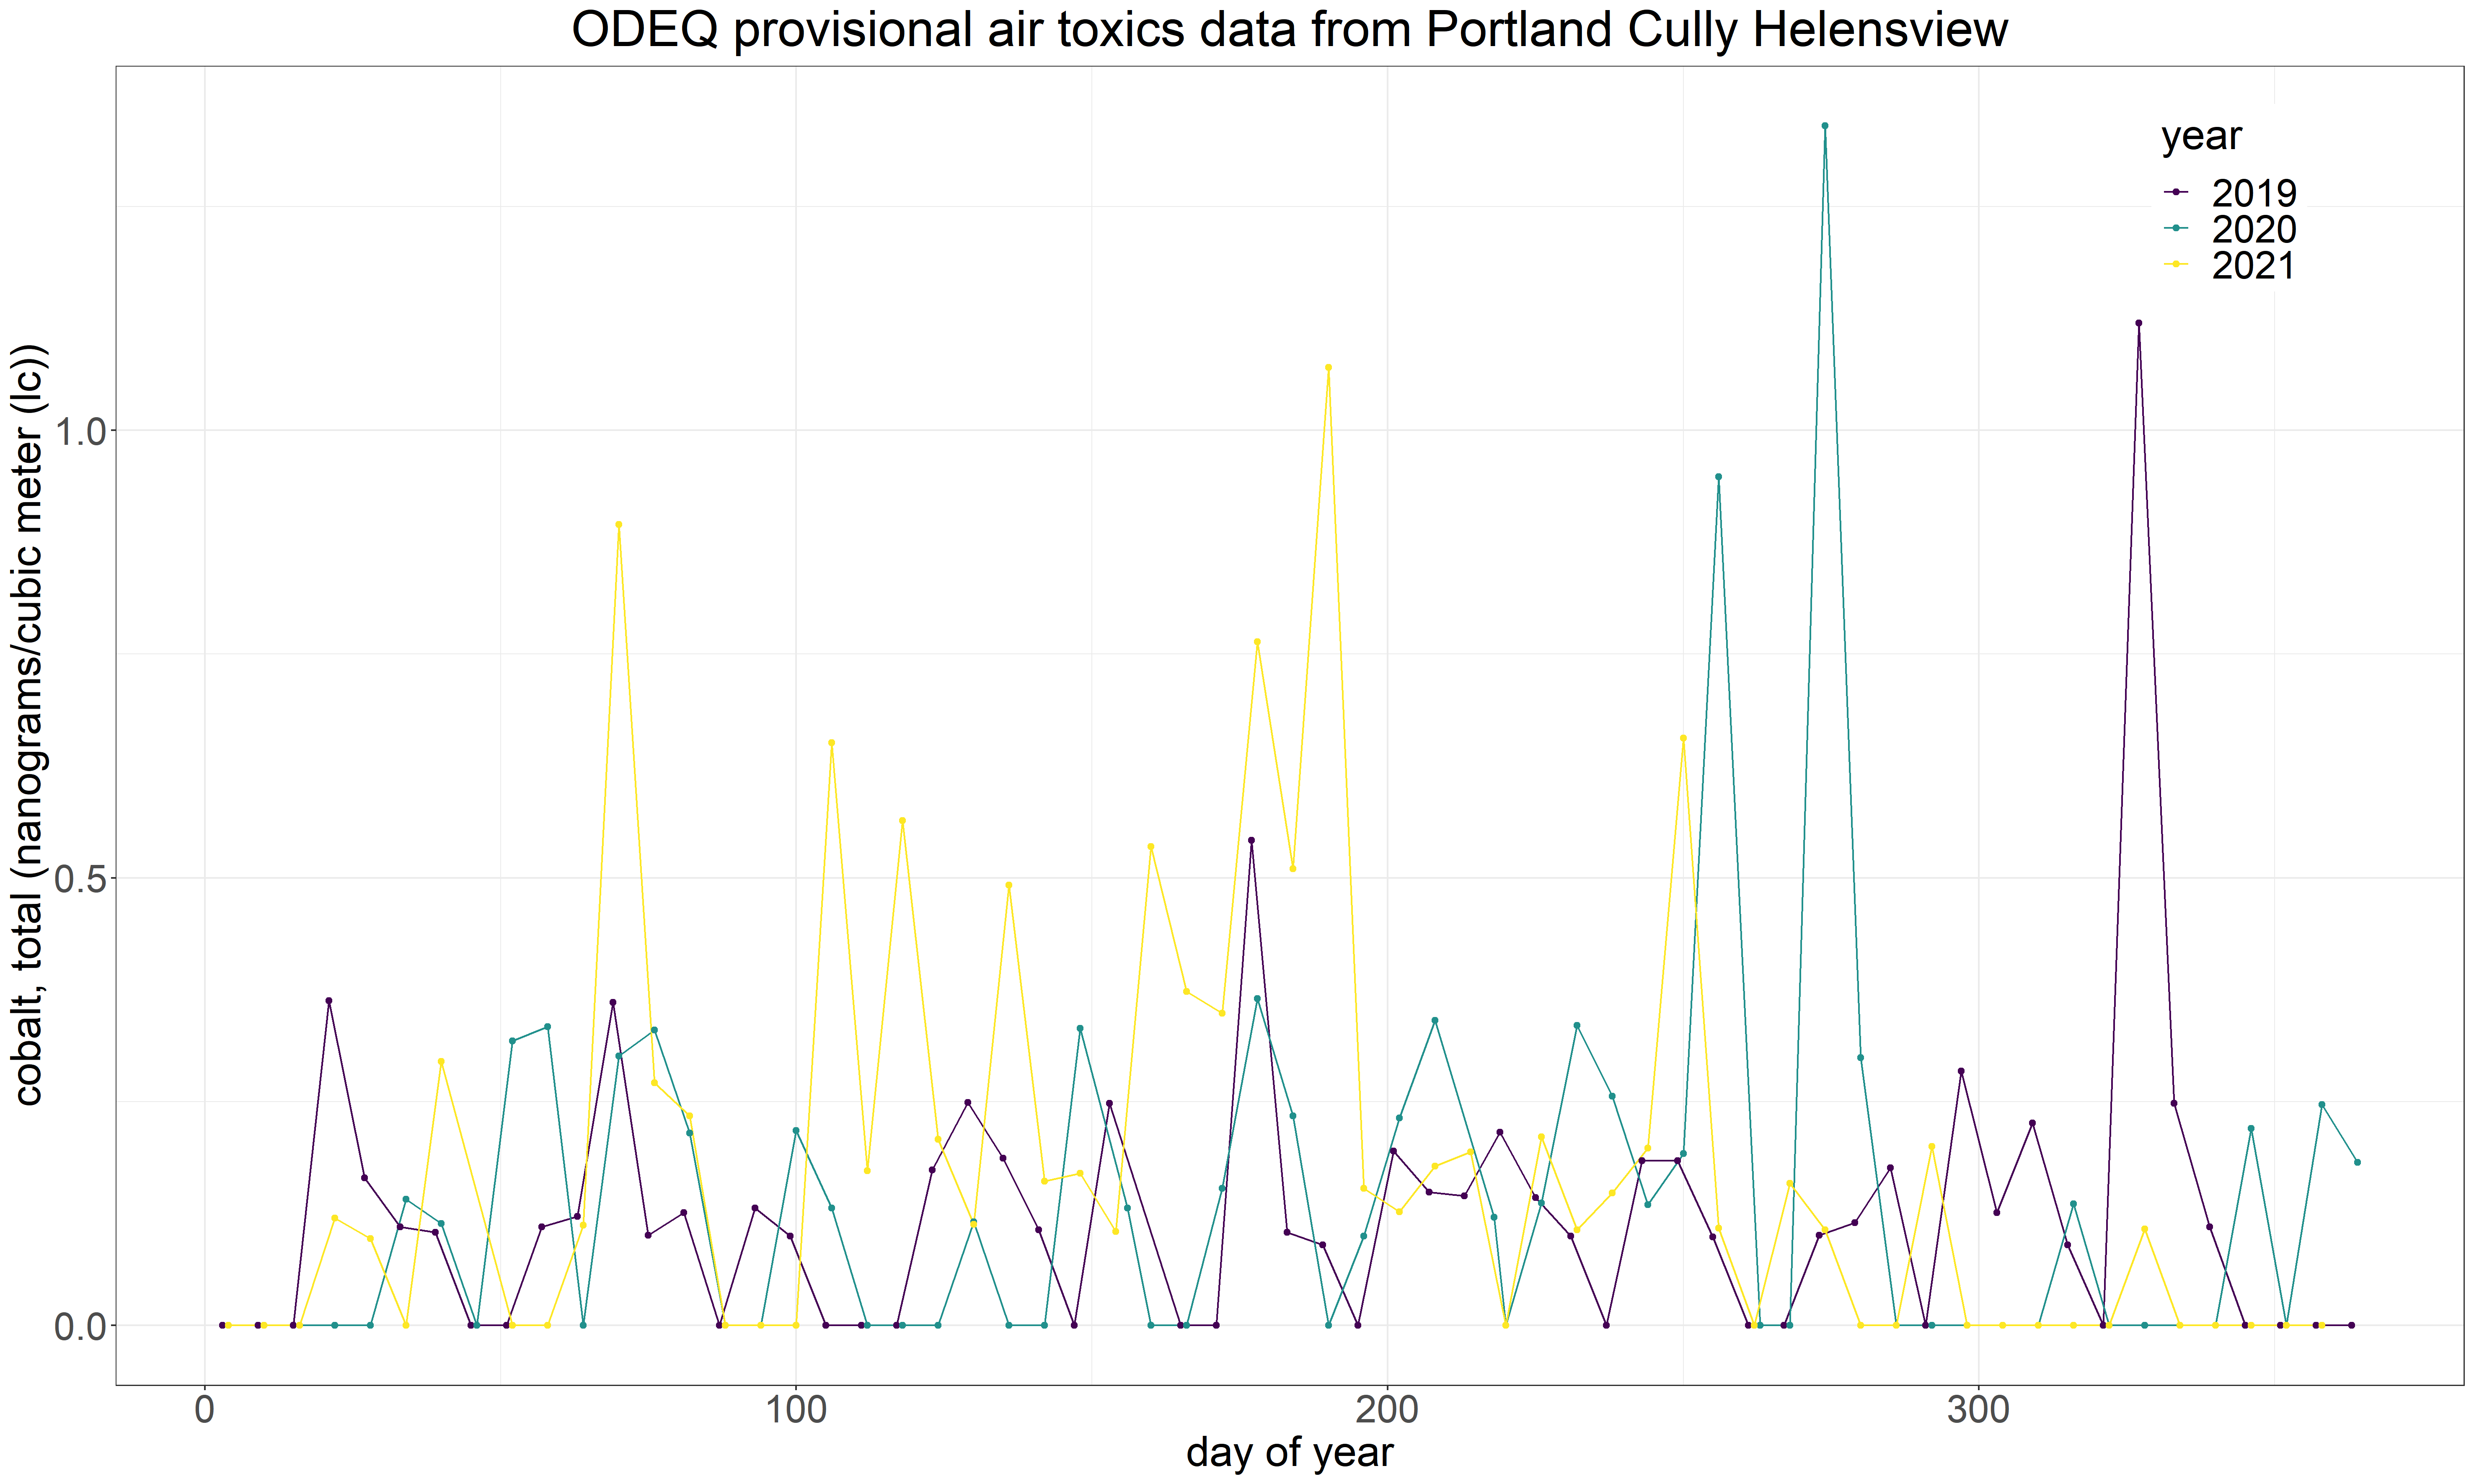 ODEQ provisional air toxics data from Portland Cully Helensview
year
2019
2020
2021
cobalt, total (nanograms/cubic meter (lc))
1.0
0.5
0.0
0 100 200 300
day of year